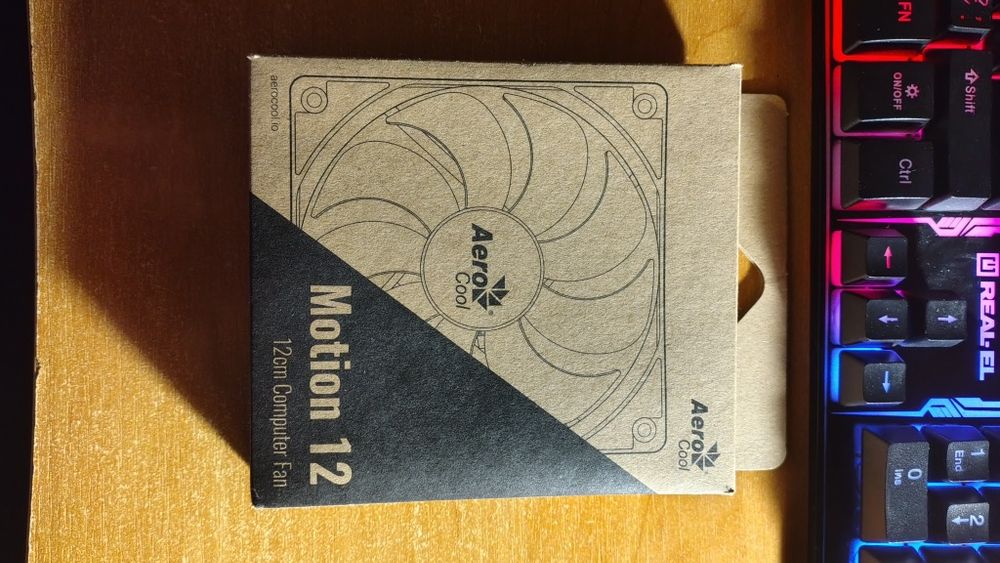 aerocool.io
Aero
Cool
Aero
Cool
Motion 12
12cm Computer Fan
FN
ON/OFF
Shift
Ctrl
REAL-EL
0
Ins
1
End
2